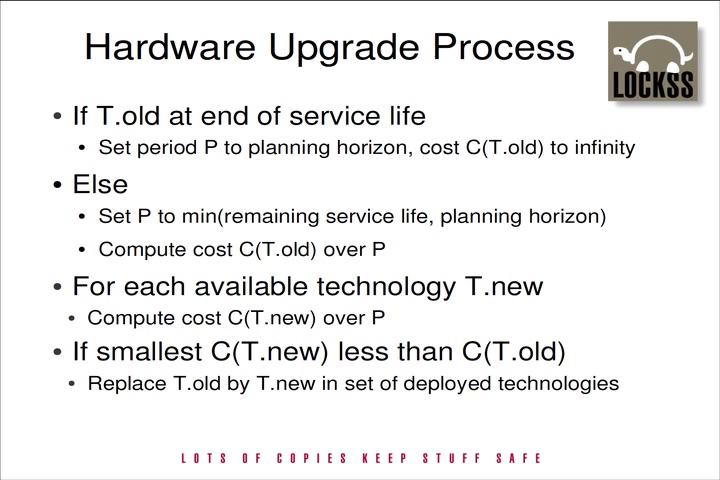 Hardware Upgrade Process
LOCKSS
• If T.old at end of service life
• Set period P to planning horizon, cost C(T.old) to infinity
• Else
• Set P to min(remaining service life, planning horizon)
• Compute cost C(T.old) over P
• For each available technology T.new
• Compute cost C(T.new) over P
• If smallest C(T.new) less than C(T.old)
• Replace T.old by T.new in set of deployed technologies
LOTS OF COPIES KEEP STUFF SAFE